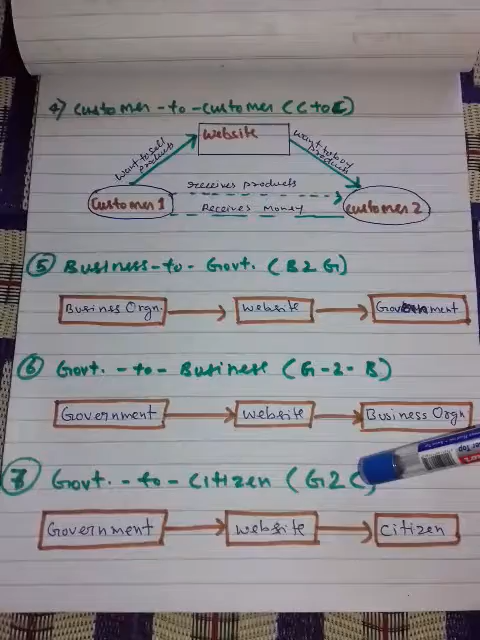 4) Customer-to-Customer (C to C)
Website
Want to sell products
Want to buy products
receives products
Customer 1
Customer 2
Receives Money
5 Business-to-Govt. (B2G)
Business Orgn.
Website
Government
6 Govt.-to-Business (G-2-B)
Government
Website
Business Orgn
7 Govt.-to-Citizen (G2C)
Government
Website
Citizen